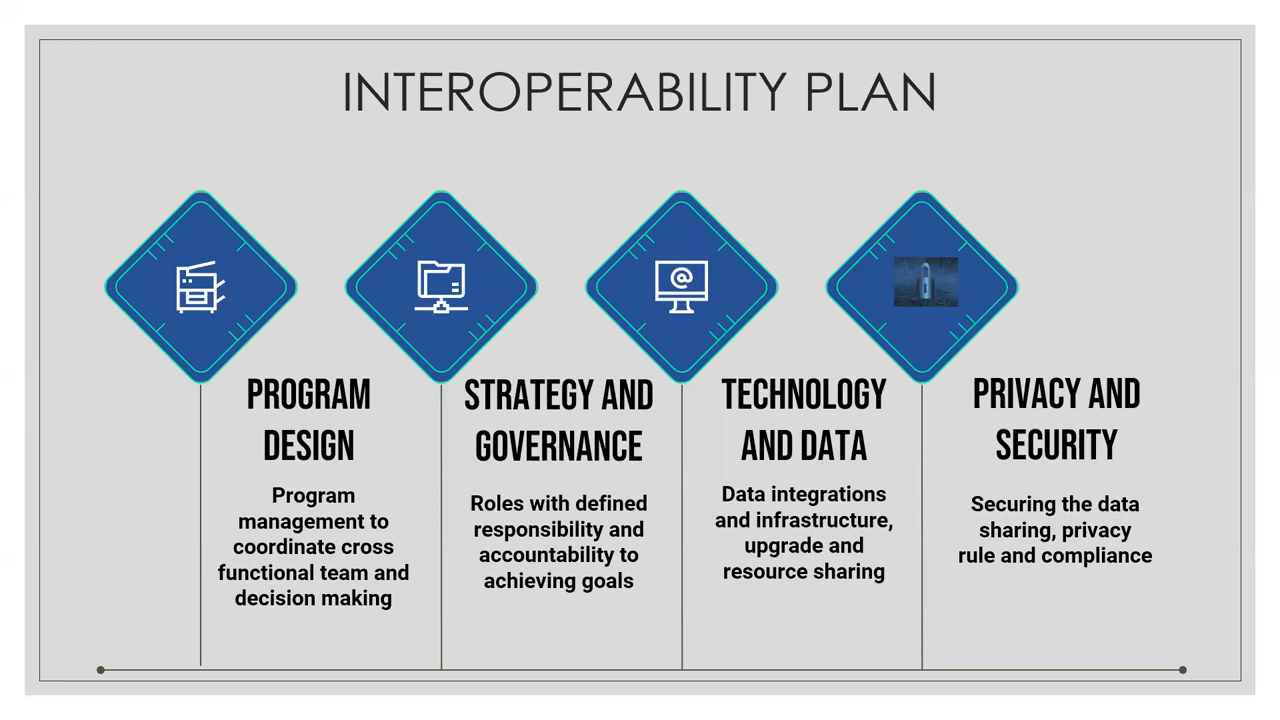 INTEROPERABILITY PLAN
PROGRAM
DESIGN
Program
management to
coordinate cross
functional team and
decision making
STRATEGY AND
GOVERNANCE
Roles with defined
responsibility and
accountability to
achieving goals
TECHNOLOGY
AND DATA
Data integrations
and infrastructure,
upgrade and
resource sharing
PRIVACY AND
SECURITY
Securing the data
sharing, privacy
rule and compliance